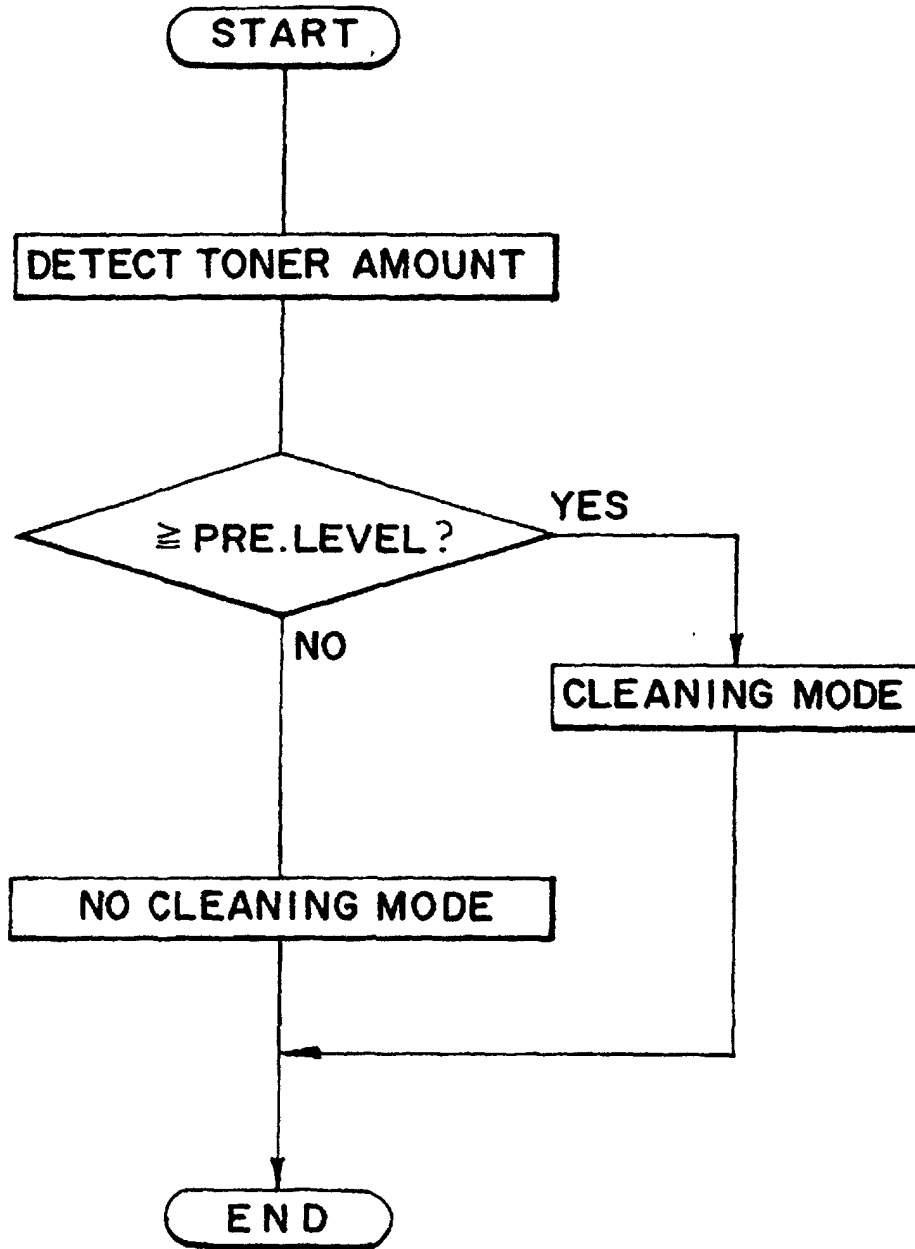 START
DETECT TONER AMOUNT
≧ PRE.LEVEL?
YES
NO
CLEANING MODE
NO CLEANING MODE
END